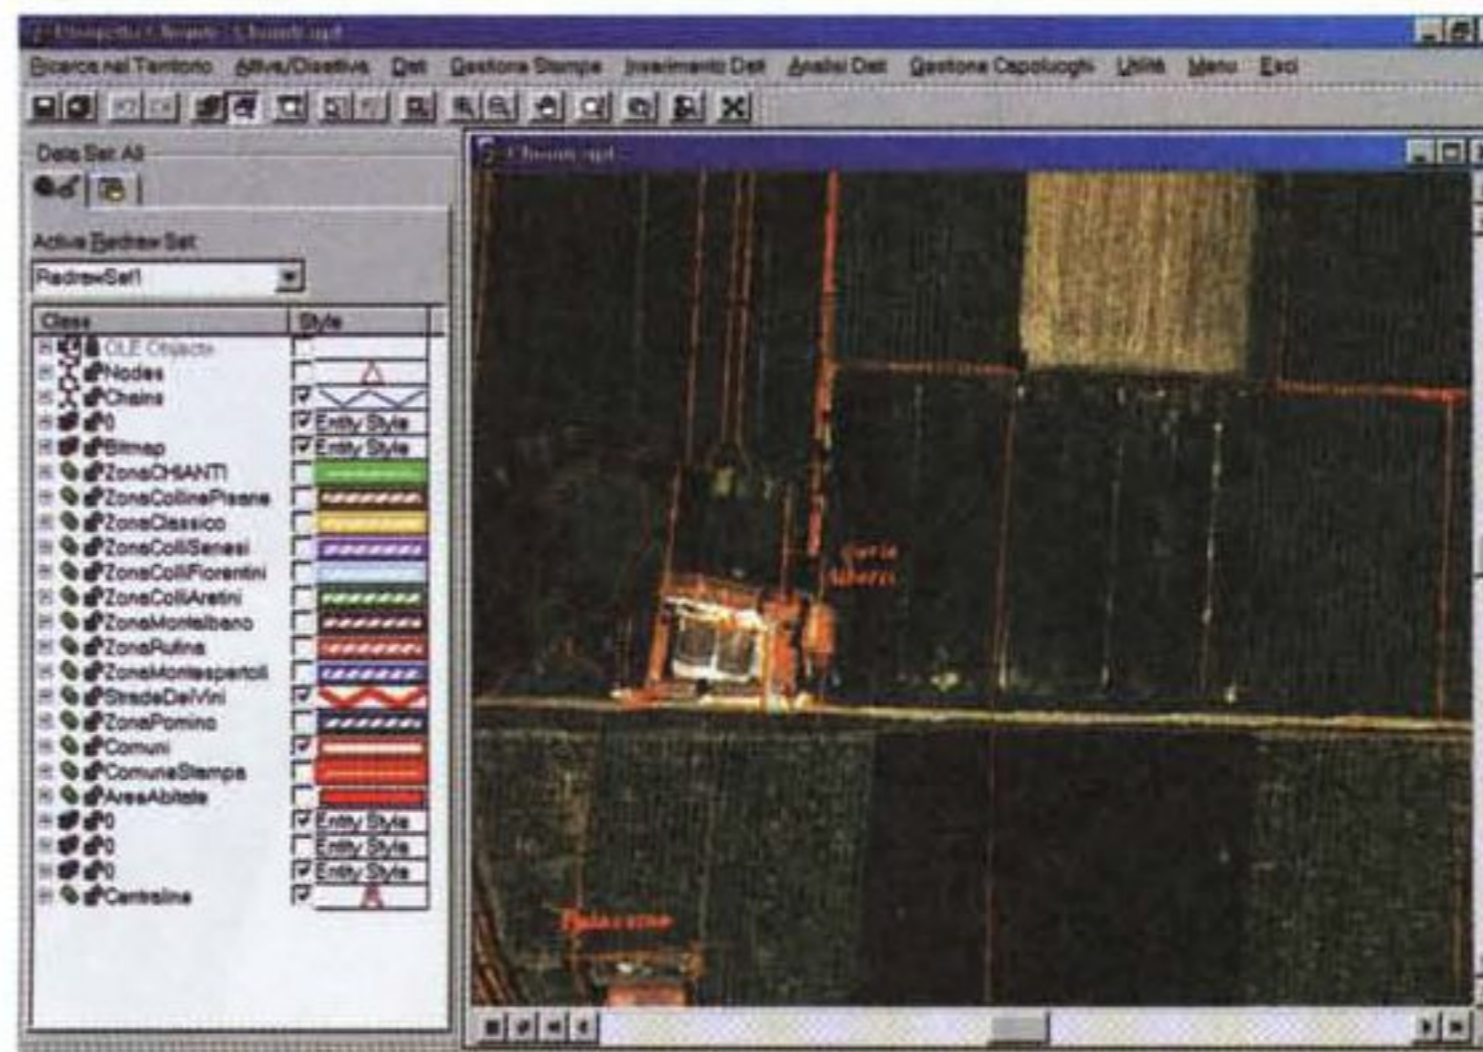 Ricerca nel Territorio Attiva/Disattiva Dati Gestione Stampe Inserimento Dati Analisi Dati Gestione Capoluoghi Utilità Menu Esci
Data Set: All
Active Redraw Set:
RedrawSet1
Class Style
OLE Objects
Nodes
Chains
0 Entity Style
Bitmap Entity Style
ZonaCHIANTI
ZonaCollinePisane
ZonaClassico
ZonaColliSenesi
ZonaColliFiorentini
ZonaColliAretini
ZonaMontalbano
ZonaRufina
ZonaMontespertoli
StradeDeiVini
ZonaPomino
Comuni
ComuneStampa
AreaAbitate
0 Entity Style
0 Entity Style
0 Entity Style
Centraline
Chianti.apt